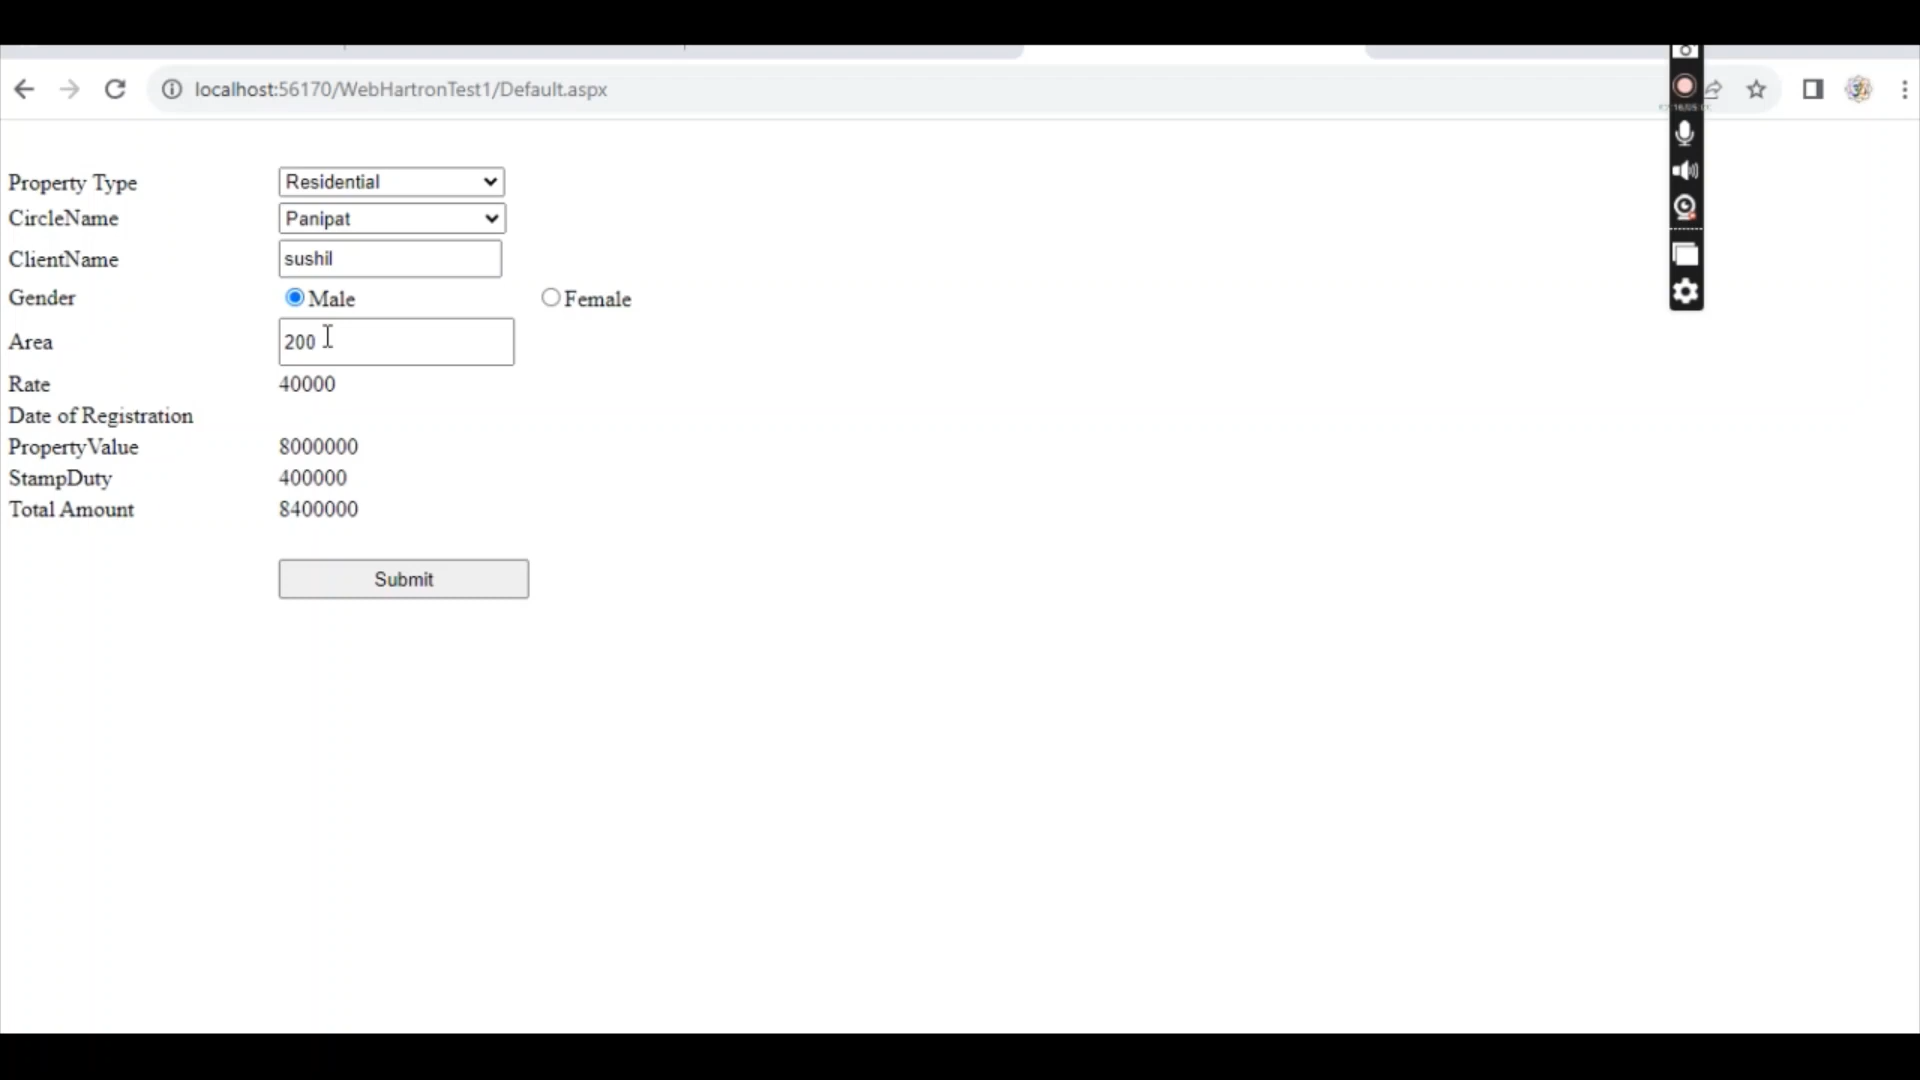 localhost:56170/WebHartronTest1/Default.aspx
Property Type Residential
CircleName Panipat
ClientName sushil
Gender Male Female
Area 200
Rate 40000
Date of Registration
PropertyValue 8000000
StampDuty 400000
Total Amount 8400000
Submit